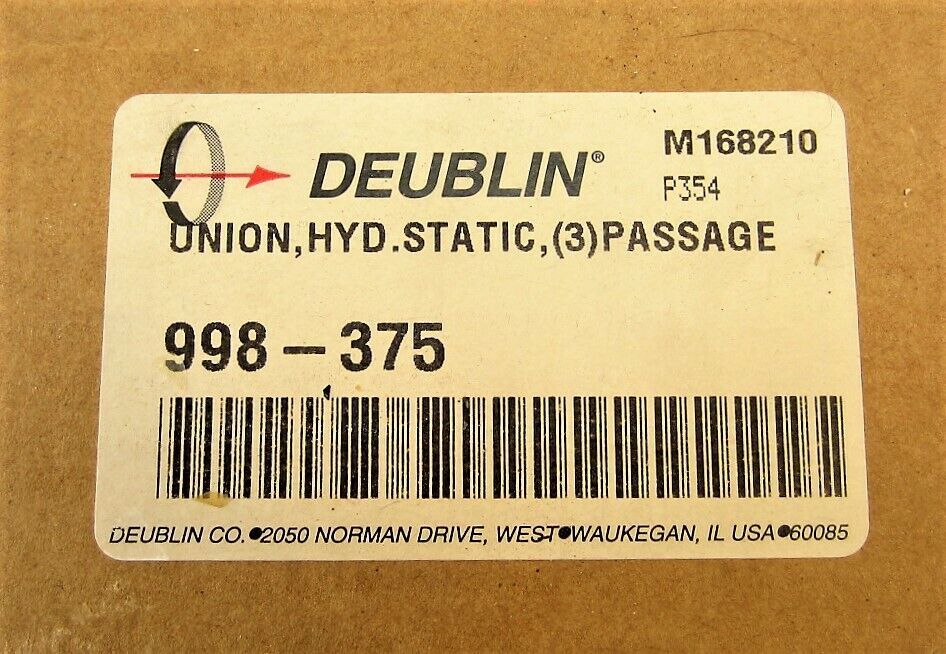 DEUBLIN®
M168210
P354
UNION,HYD.STATIC,(3)PASSAGE
998-375
DEUBLIN CO.•2050 NORMAN DRIVE, WEST•WAUKEGAN, IL USA•60085